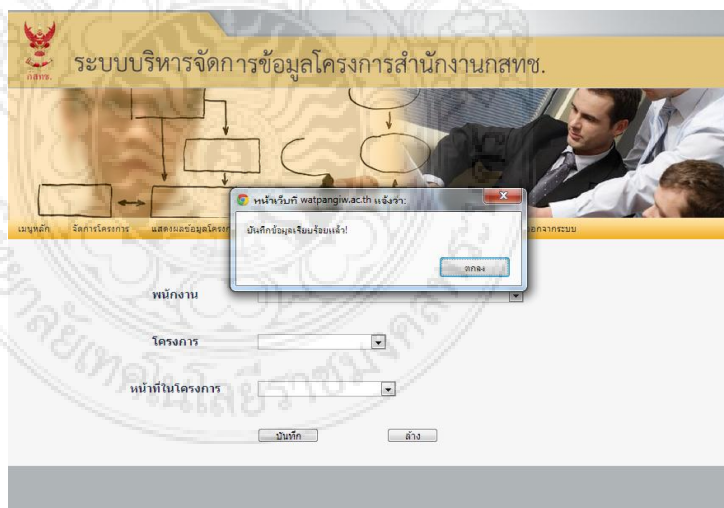 กสทช.
ระบบบริหารจัดการข้อมูลโครงการสำนักงานกสทช.
หน้าเว็บที่ watpangiw.ac.th แจ้งว่า:
เมนูหลัก จัดการโครงการ แสดงผลข้อมูลโครงก อกจากระบบ
บันทึกข้อมูลเรียบร้อยแล้ว!
ตกลง
พนักงาน
โครงการ
หน้าที่ในโครงการ
บันทึก ล้าง